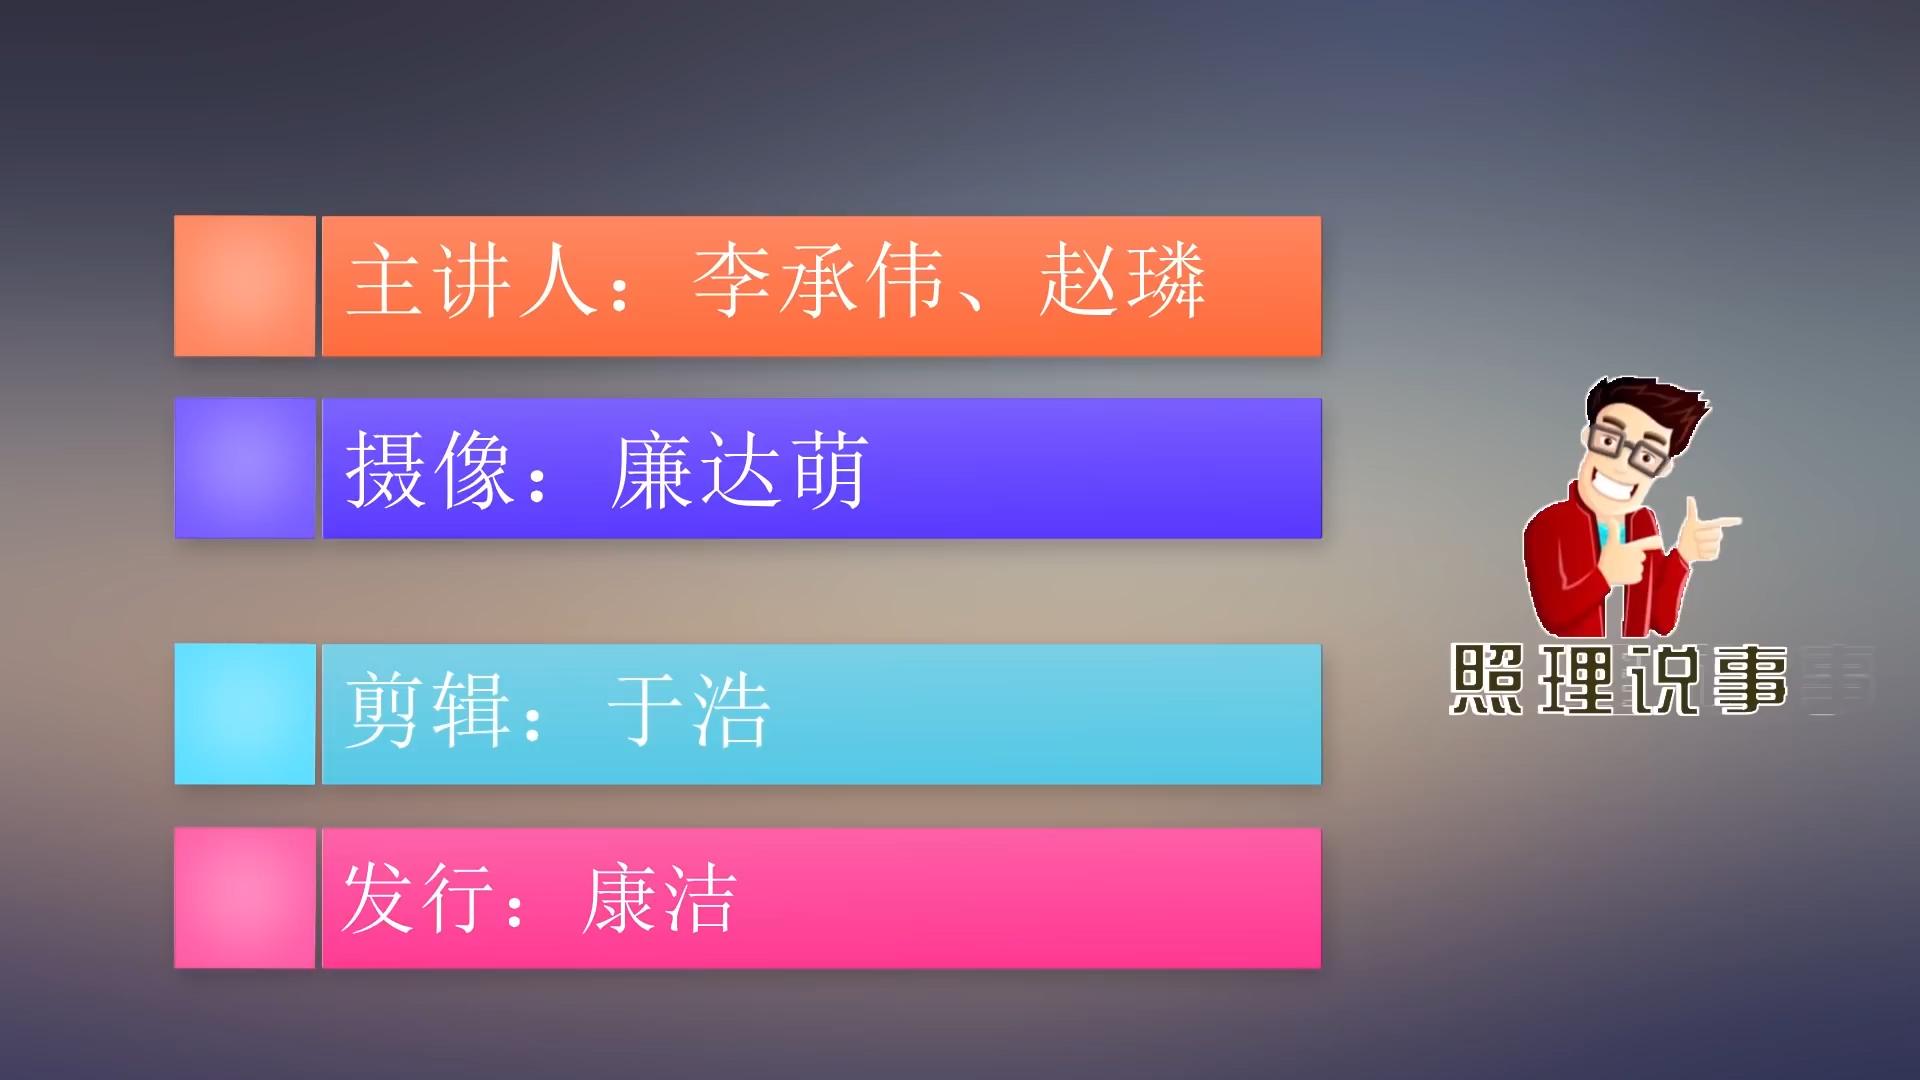 主讲人：李承伟、赵璘
摄像：廉达萌
剪辑：于浩
发行：康洁
照理说事